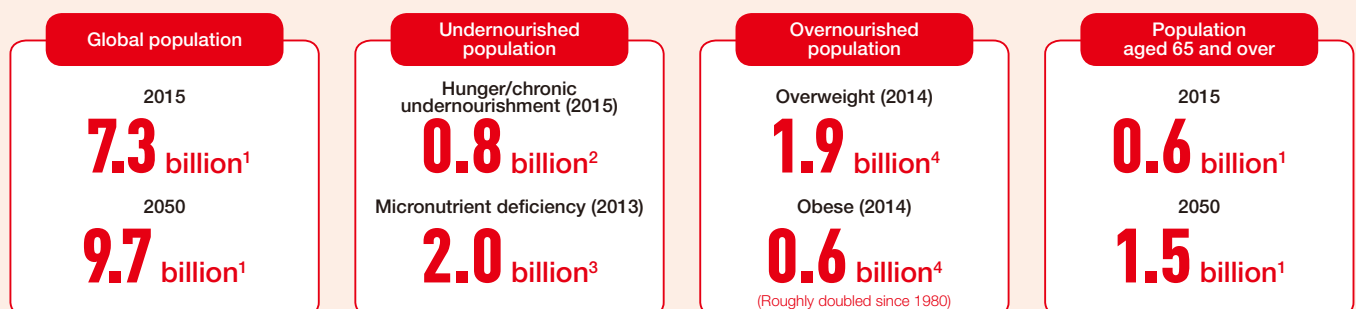 Global population
2015
7.3 billion¹
2050
9.7 billion¹
Undernourished
population
Hunger/chronic
undernourishment (2015)
0.8 billion²
Micronutrient deficiency (2013)
2.0 billion³
Overnourished
population
Overweight (2014)
1.9 billion⁴
Obese (2014)
0.6 billion⁴
(Roughly doubled since 1980)
Population
aged 65 and over
2015
0.6 billion¹
2050
1.5 billion¹